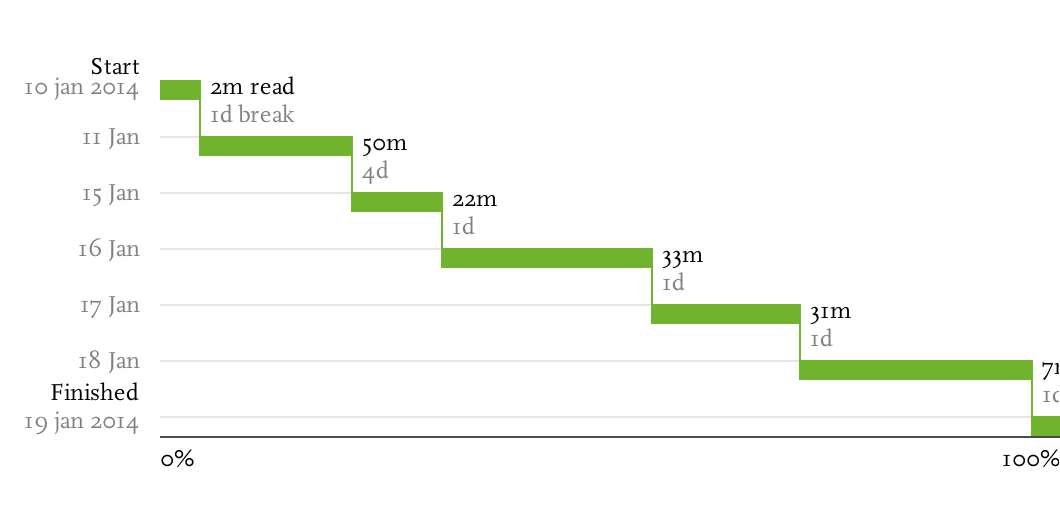 Start
10 jan 2014
2m read
1d break
11 Jan
50m
4d
15 Jan
22m
1d
16 Jan
33m
1d
17 Jan
31m
1d
18 Jan
Finished
19 jan 2014
0%
100%